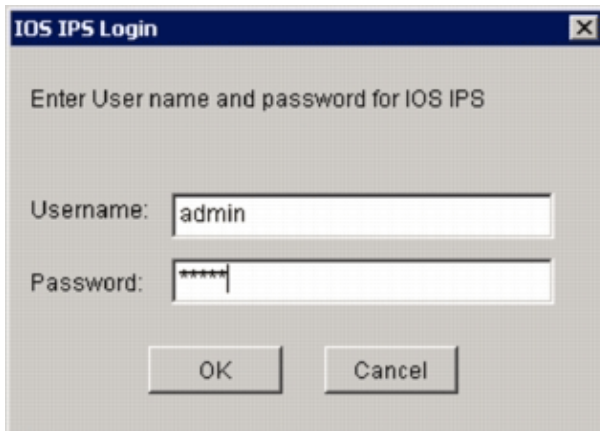 IOS IPS Login
Enter User name and password for IOS IPS
Username: admin
Password: *****
OK Cancel